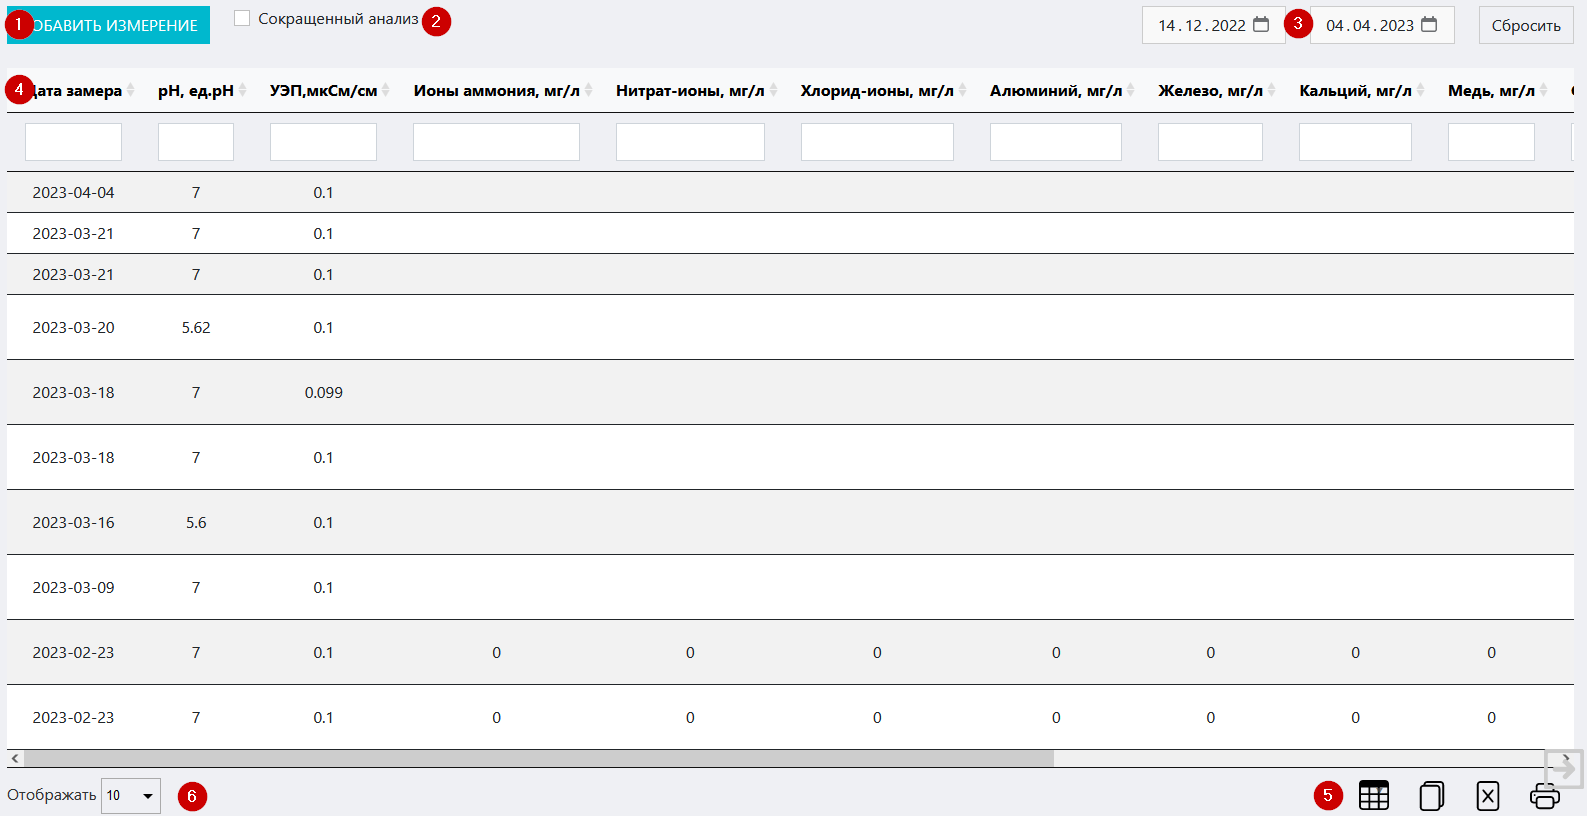 1 ОБАВИТЬ ИЗМЕРЕНИЕ Сокращенный анализ 2 14.12.2022 3 04.04.2023 Сбросить
4 ата замера pH, ед.pH УЭП,мкСм/см Ионы аммония, мг/л Нитрат-ионы, мг/л Хлорид-ионы, мг/л Алюминий, мг/л Железо, мг/л Кальций, мг/л Медь, мг/л
2023-04-04 7 0.1
2023-03-21 7 0.1
2023-03-21 7 0.1
2023-03-20 5.62 0.1
2023-03-18 7 0.099
2023-03-18 7 0.1
2023-03-16 5.6 0.1
2023-03-09 7 0.1
2023-02-23 7 0.1 0 0 0 0 0 0 0
2023-02-23 7 0.1 0 0 0 0 0 0 0
Отображать 10 6 5